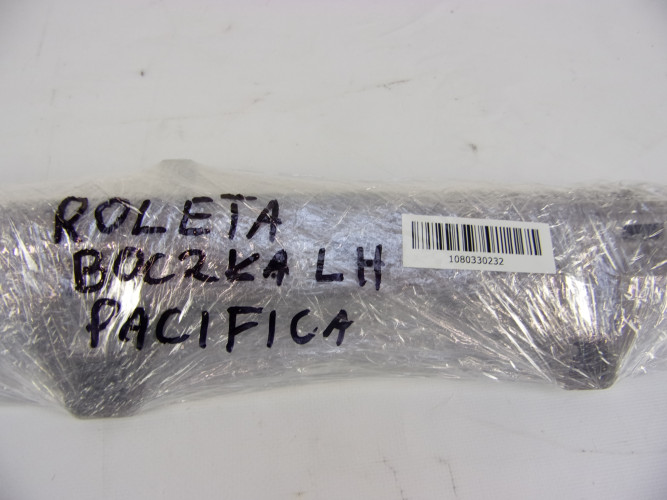 ROLETA
BOCZKA LH
PACIFICA
1080330232